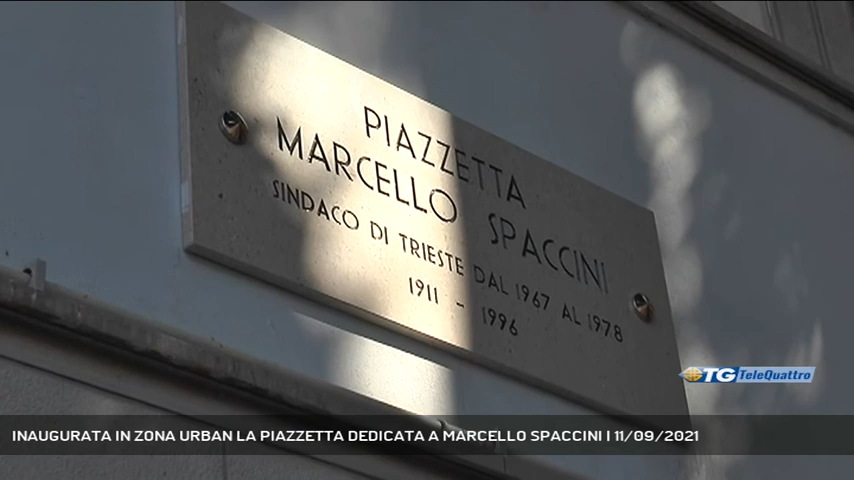 PIAZZETTA
MARCELLO SPACCINI
SINDACO DI TRIESTE DAL 1967 AL 1978
1911 - 1996
TG TeleQuattro
INAUGURATA IN ZONA URBAN LA PIAZZETTA DEDICATA A MARCELLO SPACCINI | 11/09/2021